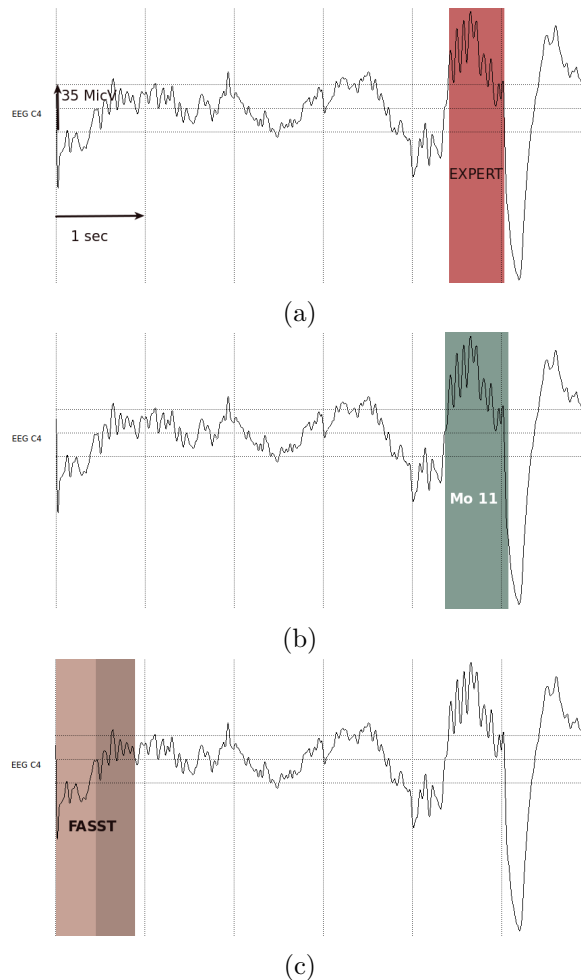 35 MicV
EEG C4
EXPERT
1 sec
(a)
EEG C4
Mo 11
(b)
EEG C4
FASST
(c)